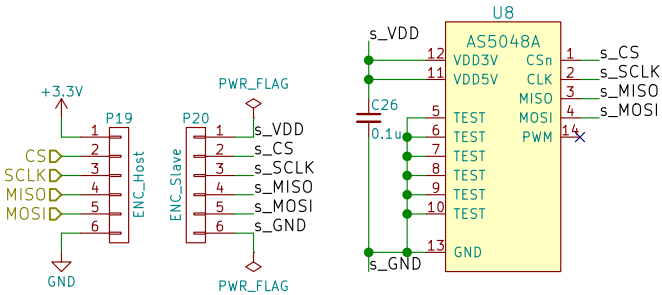 +3.3V
P19
1
CS 2
SCLK 3
MISO 4
MOSI 5
6
GND
ENC_Host
PWR_FLAG
P20
1 s_VDD
2 s_CS
3 s_SCLK
4 s_MISO
5 s_MOSI
6 s_GND
ENC_Slave
PWR_FLAG
U8
s_VDD
AS5048A
12 VDD3V CSn 1 s_CS
11 VDD5V CLK 2 s_SCLK
MISO 3 s_MISO
C26
0.1u
5 TEST MOSI 4 s_MOSI
6 TEST PWM 14
7 TEST
8 TEST
9 TEST
10 TEST
13 GND
s_GND